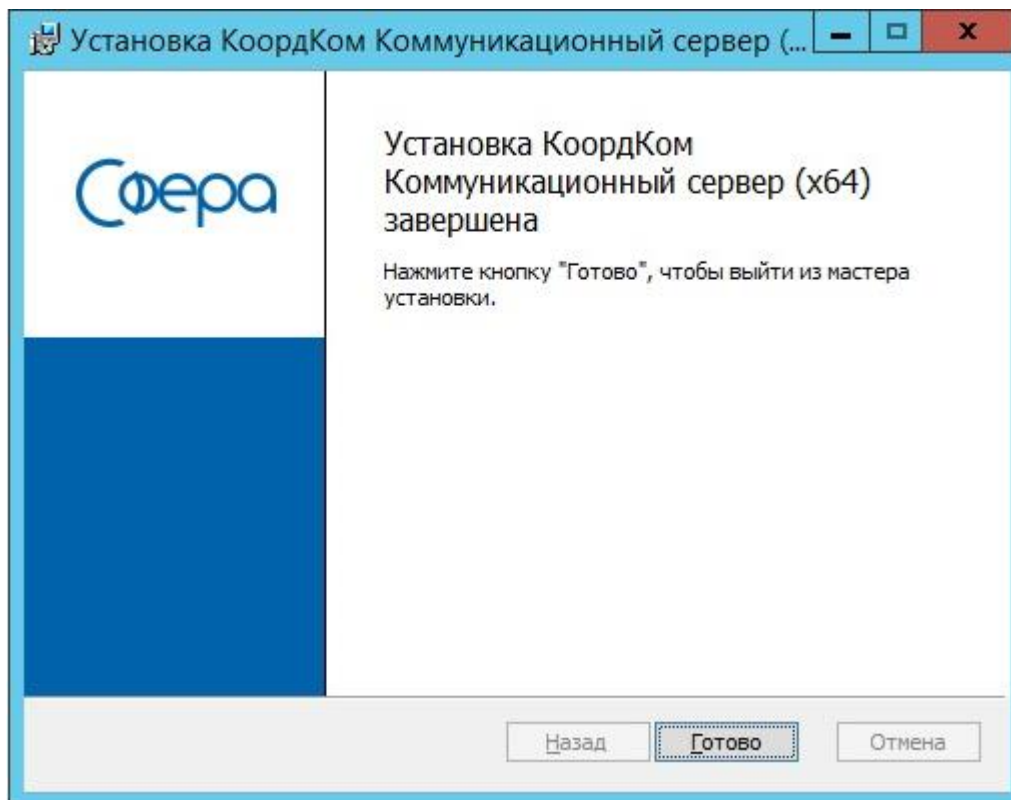 Установка КоордКом Коммуникационный сервер (...
Сфера
Установка КоордКом
Коммуникационный сервер (x64)
завершена
Нажмите кнопку "Готово", чтобы выйти из мастера
установки.
Назад Готово Отмена